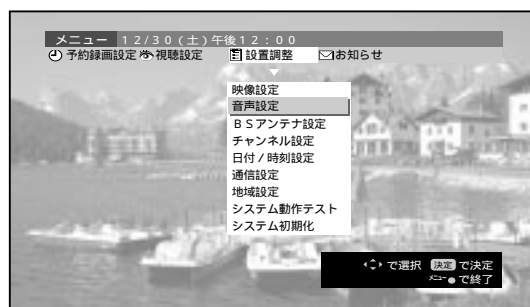 メニュー 12/30(土)午後12:00
予約録画設定 視聴設定 設置調整 お知らせ
映像設定
音声設定
BSアンテナ設定
チャンネル設定
日付/時刻設定
通信設定
地域設定
システム動作テスト
システム初期化
で選択 決定 で決定
メニュー で終了